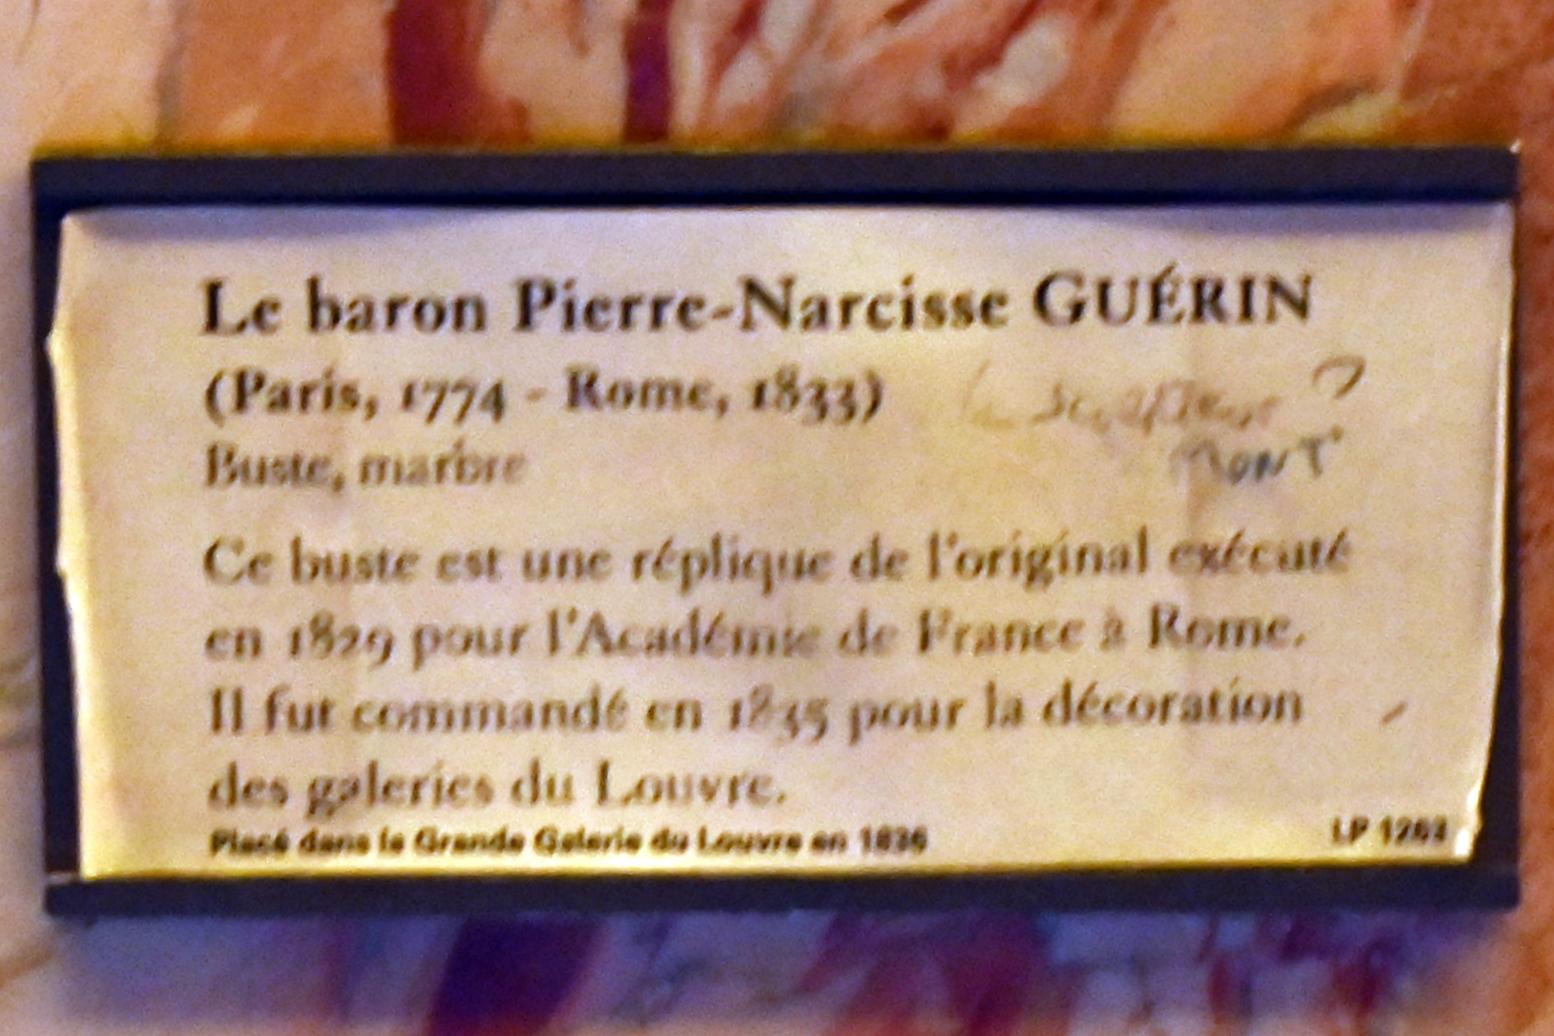 Le baron Pierre-Narcisse GUÉRIN
(Paris, 1774 - Rome, 1833)
Buste, marbre
MONT
Ce buste est une réplique de l'original exécuté
en 1829 pour l'Académie de France à Rome.
Il fut commandé en 1835 pour la décoration
des galeries du Louvre.
Placé dans la Grande Galerie du Louvre en 1836
LP